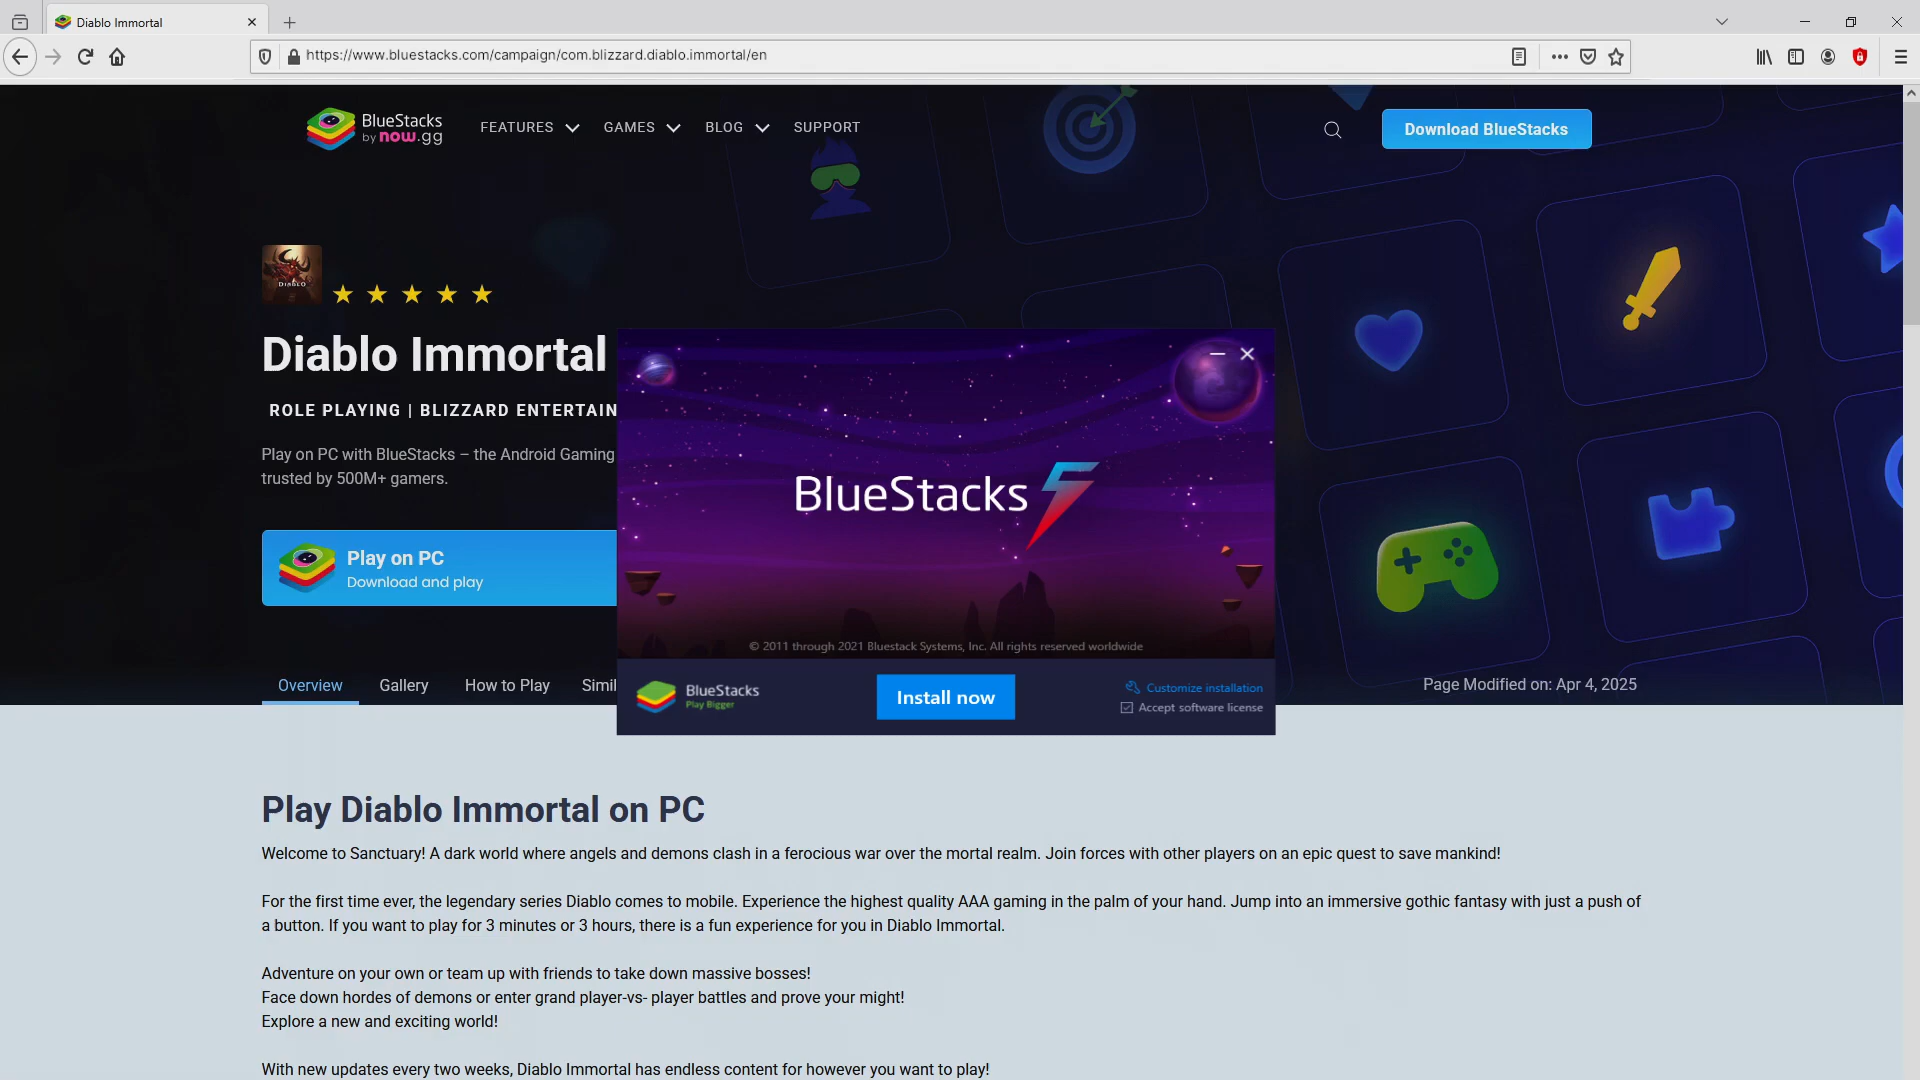 Diablo Immortal
https://www.bluestacks.com/campaign/com.blizzard.diablo.immortal/en
BlueStacks
by now.gg
FEATURES
GAMES
BLOG
SUPPORT
Download BlueStacks
DIABLO
Diablo Immortal
ROLE PLAYING | BLIZZARD ENTERTAIN
Play on PC with BlueStacks – the Android Gaming
trusted by 500M+ gamers.
Play on PC
Download and play
BlueStacks 5
© 2011 through 2021 Bluestack Systems, Inc. All rights reserved worldwide
BlueStacks
Play Bigger
Install now
Customize installation
Accept software license
Overview
Gallery
How to Play
Simil
Page Modified on: Apr 4, 2025
Play Diablo Immortal on PC
Welcome to Sanctuary! A dark world where angels and demons clash in a ferocious war over the mortal realm. Join forces with other players on an epic quest to save mankind!
For the first time ever, the legendary series Diablo comes to mobile. Experience the highest quality AAA gaming in the palm of your hand. Jump into an immersive gothic fantasy with just a push of
a button. If you want to play for 3 minutes or 3 hours, there is a fun experience for you in Diablo Immortal.
Adventure on your own or team up with friends to take down massive bosses!
Face down hordes of demons or enter grand player-vs- player battles and prove your might!
Explore a new and exciting world!
With new updates every two weeks, Diablo Immortal has endless content for however you want to play!